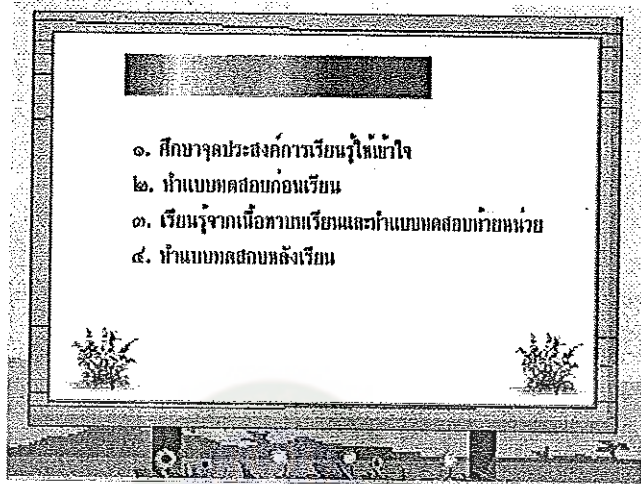 ๑. ศึกษาจุดประสงค์การเรียนรู้ให้เข้าใจ
๒. ทำแบบทดสอบก่อนเรียน
๓. เรียนรู้จากเนื้อหาบทเรียนและทำแบบทดสอบท้ายหน่วย
๔. ทำแบบทดสอบหลังเรียน